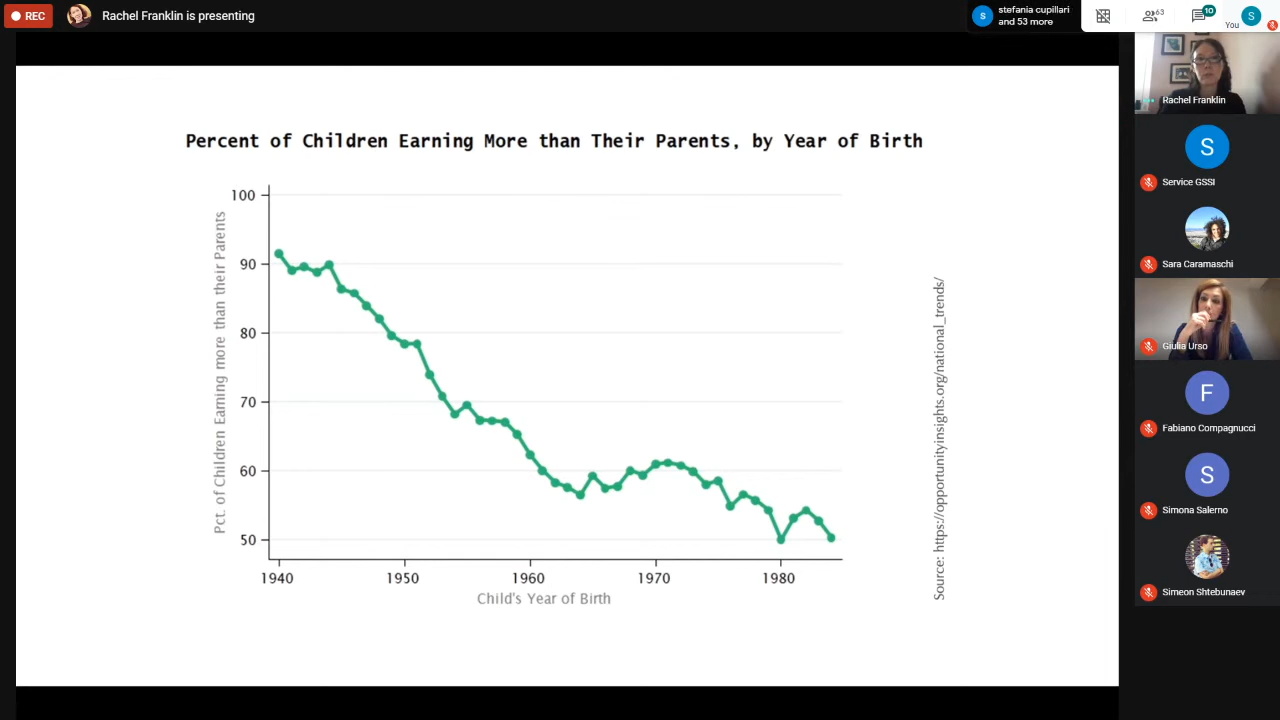 REC
Rachel Franklin is presenting
S
stefania cupillari
and 53 more
63
10
You
S
Percent of Children Earning More than Their Parents, by Year of Birth
Pct. of Children Earning more than their Parents
100
90
80
70
60
50
1940
1950
1960
1970
1980
Child's Year of Birth
Source: https://opportunityinsights.org/national_trends/
Rachel Franklin
S
Service GSSI
Sara Caramaschi
Giulia Urso
F
Fabiano Compagnucci
S
Simona Salerno
Simeon Shtebunaev